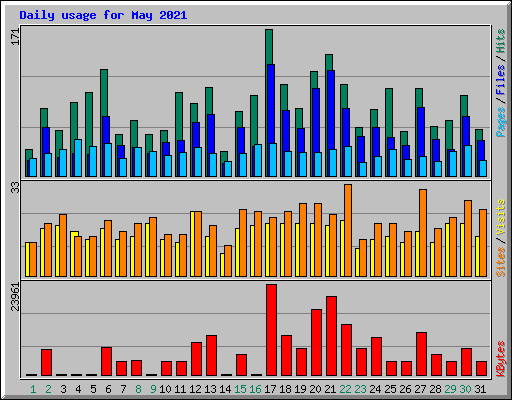 Daily usage for May 2021
171
Pages / Files / Hits
33
Sites / Visits
23961
KBytes
1 2 3 4 5 6 7 8 9 10 11 12 13 14 15 16 17 18 19 20 21 22 23 24 25 26 27 28 29 30 31